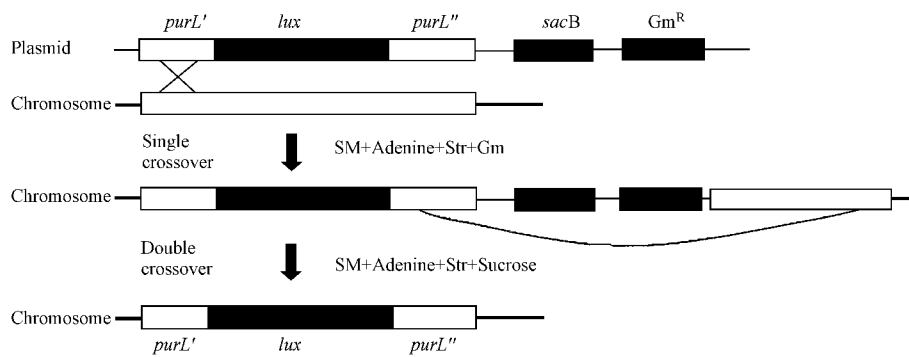 purL' lux purL'' sacB Gm^R
Plasmid
Chromosome
Single crossover
SM+Adenine+Str+Gm
Chromosome
Double crossover
SM+Adenine+Str+Sucrose
Chromosome
purL' lux purL''